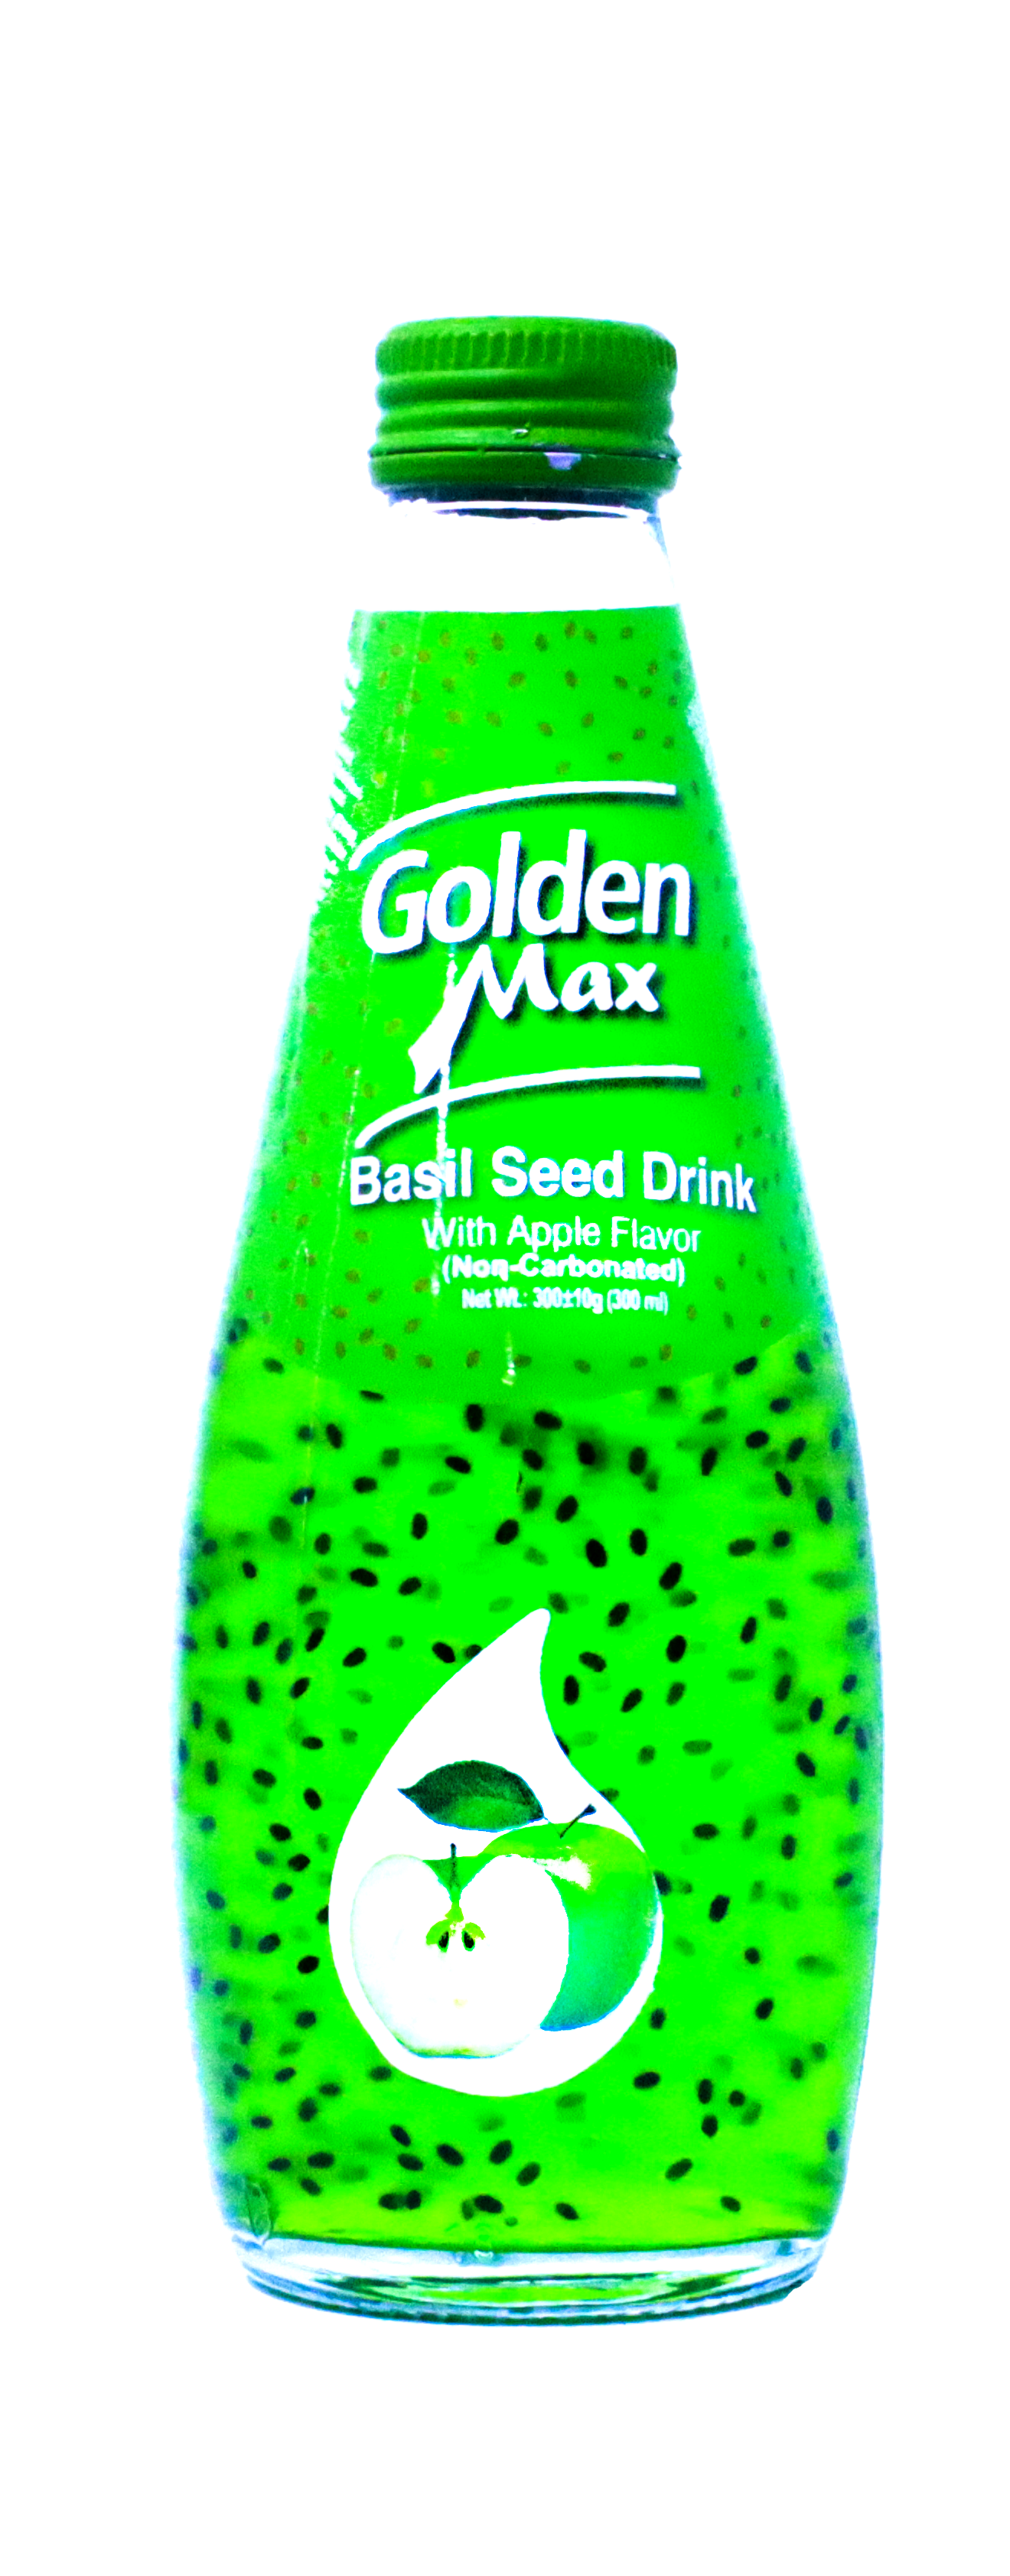 Golden
Max
Basil Seed Drink
With Apple Flavor
(Non-Carbonated)
Net Wt.: 300±10g (300 ml)